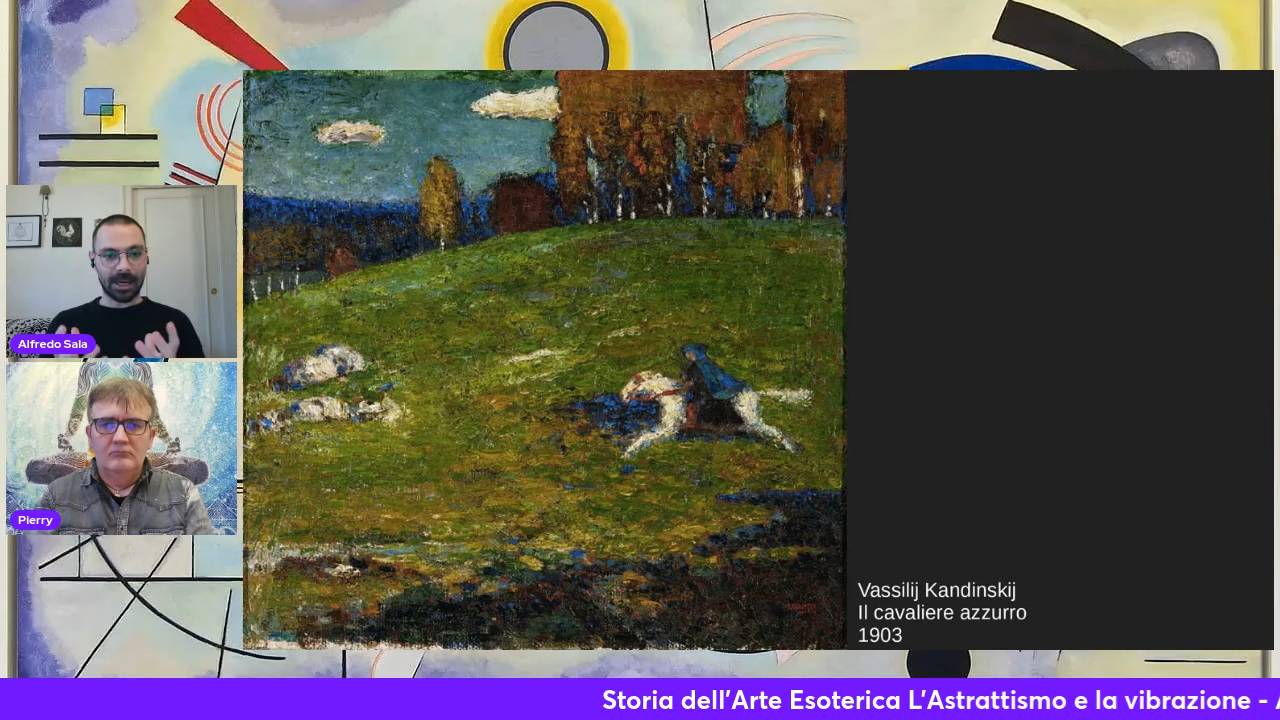 Alfredo Sala
Pierry
Vassilij Kandinskij
Il cavaliere azzurro
1903
Storia dell'Arte Esoterica L'Astrattismo e la vibrazione -